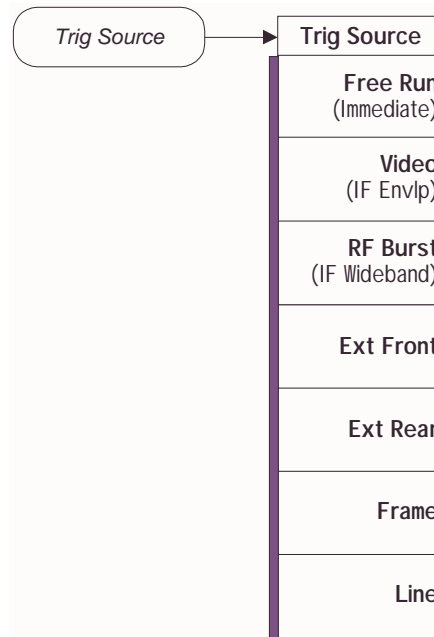 Trig Source
Trig Source
Free Run
(Immediate)
Video
(IF Envlp)
RF Burst
(IF Wideband)
Ext Front
Ext Rear
Frame
Line